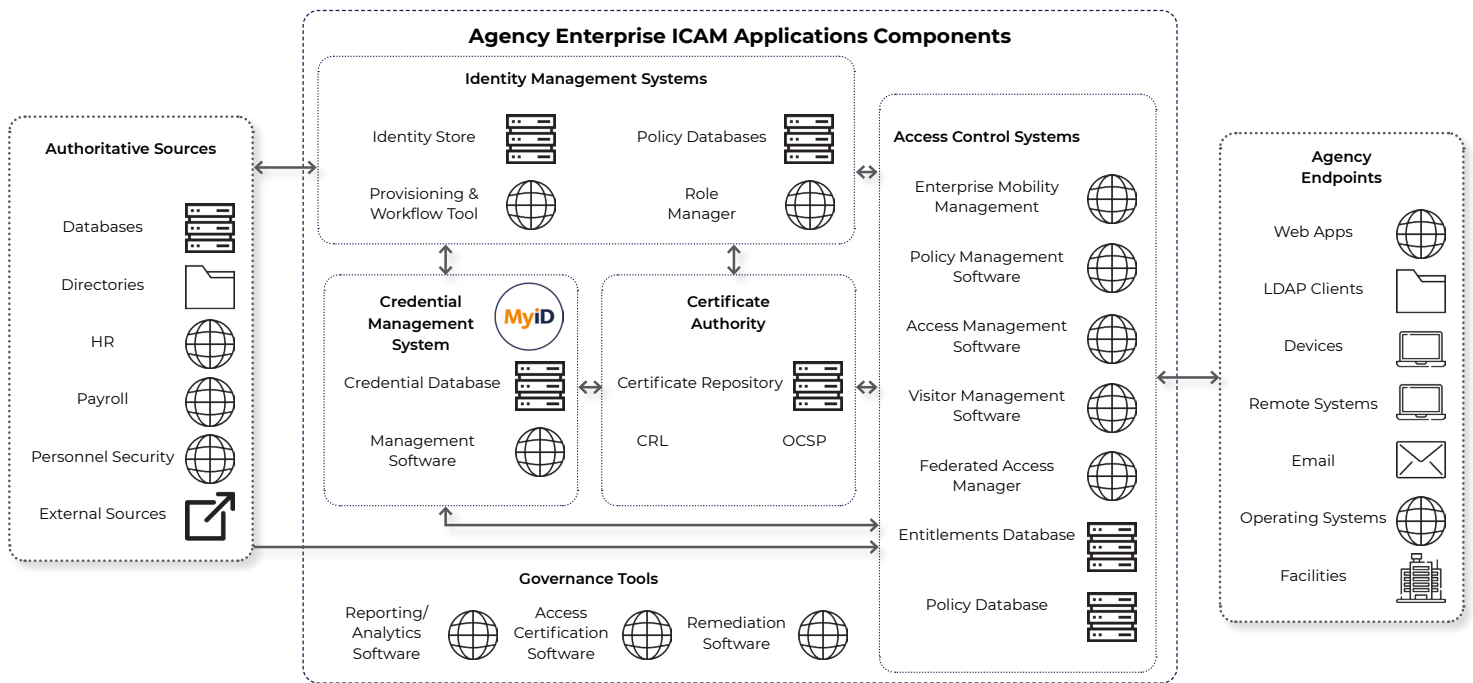 Agency Enterprise ICAM Applications Components
Authoritative Sources
Databases
Directories
HR
Payroll
Personnel Security
External Sources
Identity Management Systems
Identity Store
Policy Databases
Provisioning &
Workflow Tool
Role
Manager
Credential
Management
System
MyiD
Credential Database
Management
Software
Certificate
Authority
Certificate Repository
CRL
OCSP
Governance Tools
Reporting/
Analytics
Software
Access
Certification
Software
Remediation
Software
Access Control Systems
Enterprise Mobility
Management
Policy Management
Software
Access Management
Software
Visitor Management
Software
Federated Access
Manager
Entitlements Database
Policy Database
Agency
Endpoints
Web Apps
LDAP Clients
Devices
Remote Systems
Email
Operating Systems
Facilities